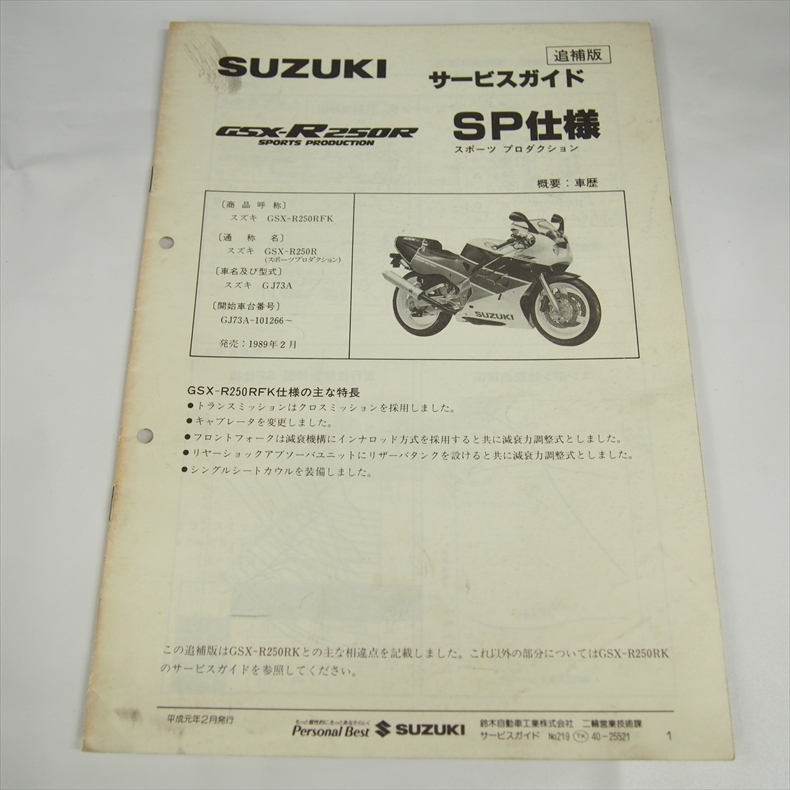 追補版
SUZUKI サービスガイド
GSX-R250R SP仕様
SPORTS PRODUCTION スポーツ プロダクション
概要：車歴
〔商品呼称〕
スズキ GSX-R250RFK
〔通称名〕
スズキ GSX-R250R
(スポーツプロダクション)
〔車名及び型式〕
スズキ GJ73A
〔開始車台番号〕
GJ73A-101266～
発売：1989年2月
SUZUKI
GSX-R250RFK仕様の主な特長
●トランスミッションはクロスミッションを採用しました。
●キャブレータを変更しました。
●フロントフォークは減衰機構にインナロッド方式を採用すると共に減衰力調整式としました。
●リヤーショックアブソーバユニットにリザーバタンクを設けると共に減衰力調整式としました。
●シングルシートカウルを装備しました。
この追補版はGSX-R250RKとの主な相違点を記載しました。これ以外の部分についてはGSX-R250RK
のサービスガイドを参照してください。
平成元年2月発行
もっと個性的に、もっとあなたらしく
Personal Best SUZUKI
鈴木自動車工業株式会社 二輪営業技術課
サービスガイド №219 TK 40-25521 1